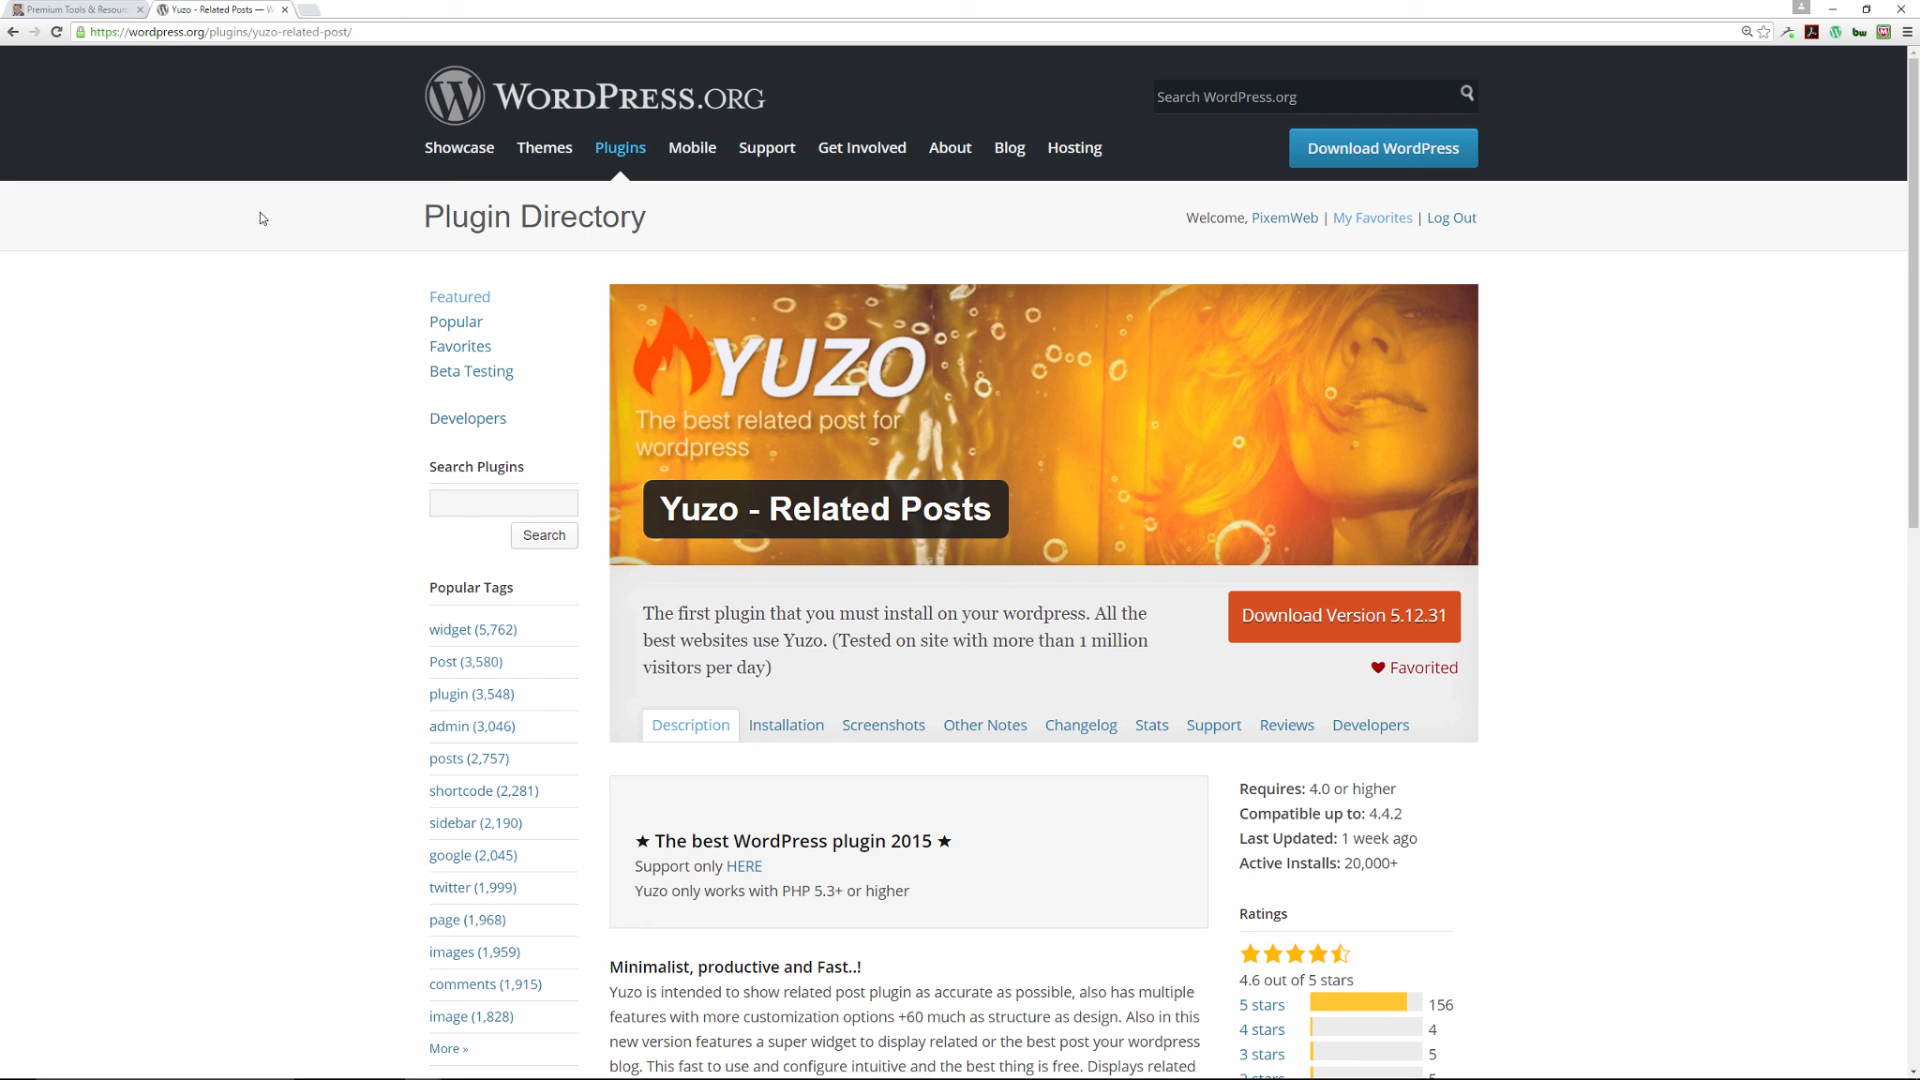 Premium Tools & Resour
Yuzo - Related Posts — W
https://wordpress.org/plugins/yuzo-related-post/
bw
WORDPRESS.ORG
Search WordPress.org
Showcase
Themes
Plugins
Mobile
Support
Get Involved
About
Blog
Hosting
Download WordPress
Plugin Directory
Welcome, PixemWeb | My Favorites | Log Out
Featured
Popular
Favorites
Beta Testing
Developers
Search Plugins
Search
Popular Tags
widget (5,762)
Post (3,580)
plugin (3,548)
admin (3,046)
posts (2,757)
shortcode (2,281)
sidebar (2,190)
google (2,045)
twitter (1,999)
page (1,968)
images (1,959)
comments (1,915)
image (1,828)
More »
YUZO
The best related post for
wordpress
Yuzo - Related Posts
The first plugin that you must install on your wordpress. All the
best websites use Yuzo. (Tested on site with more than 1 million
visitors per day)
Download Version 5.12.31
Favorited
Description
Installation
Screenshots
Other Notes
Changelog
Stats
Support
Reviews
Developers
★ The best WordPress plugin 2015 ★
Support only HERE
Yuzo only works with PHP 5.3+ or higher
Minimalist, productive and Fast..!
Yuzo is intended to show related post plugin as accurate as possible, also has multiple
features with more customization options +60 much as structure as design. Also in this
new version features a super widget to display related or the best post your wordpress
blog. This fast to use and configure intuitive and the best thing is free. Displays related
Requires: 4.0 or higher
Compatible up to: 4.4.2
Last Updated: 1 week ago
Active Installs: 20,000+
Ratings
4.6 out of 5 stars
5 stars 156
4 stars 4
3 stars 5